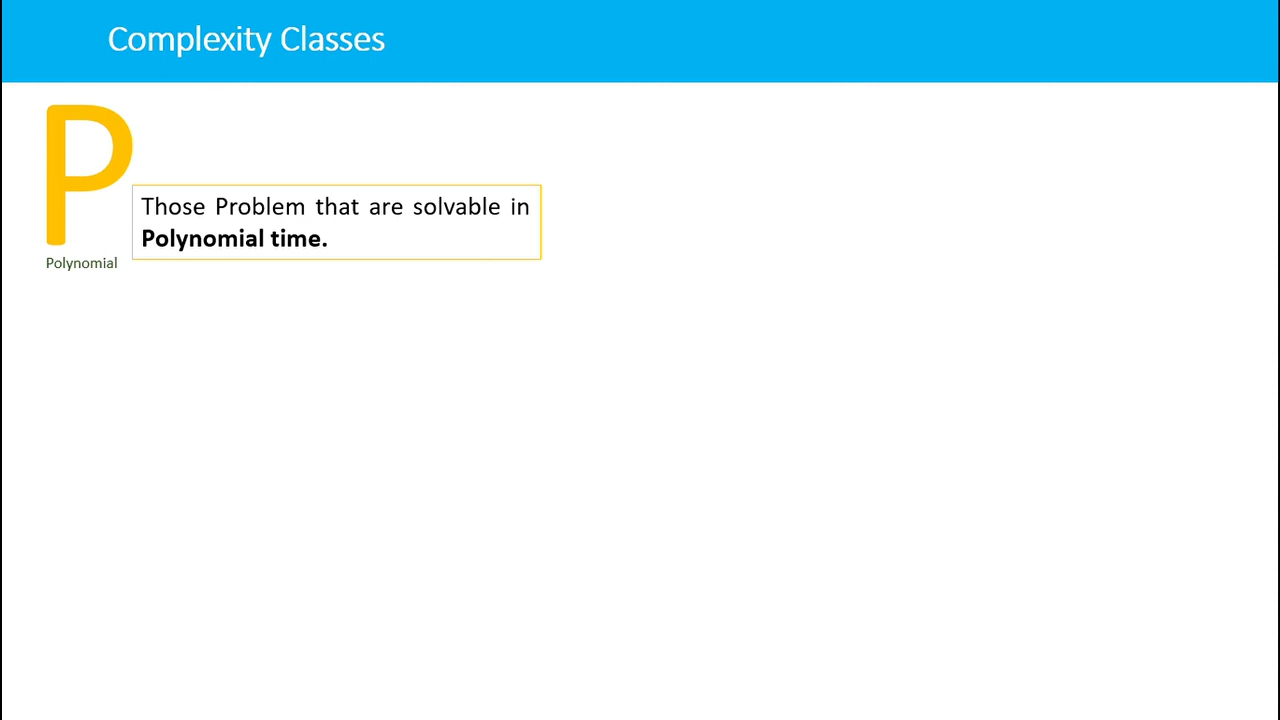 Complexity Classes
P
Those Problem that are solvable in
Polynomial time.
Polynomial